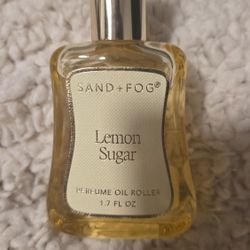 SAND+FOG®
Lemon
Sugar
PERFUME OIL ROLLER
1.7 FL OZ